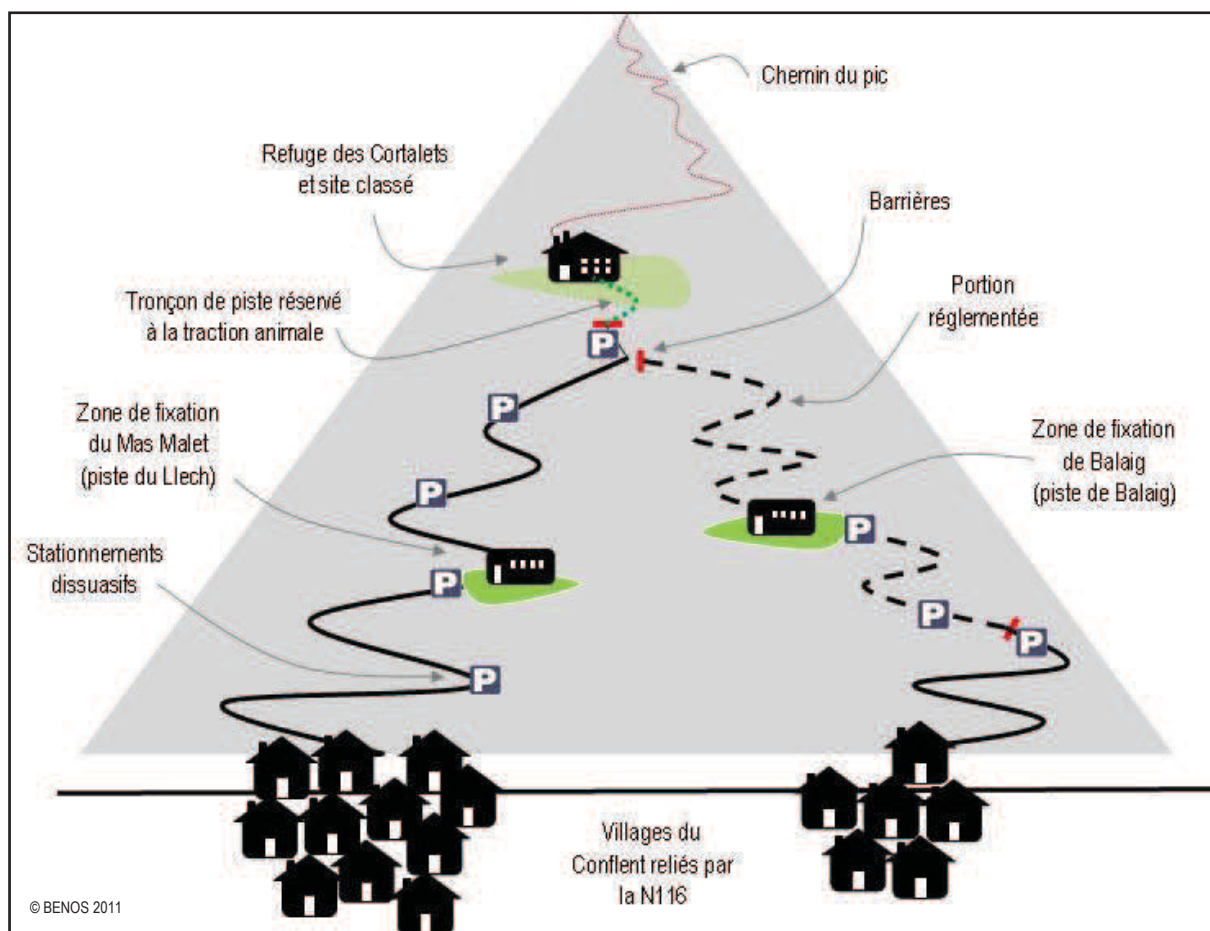 Chemin du pic
Refuge des Cortalets
et site classé
Barrières
Tronçon de piste réservé
à la traction animale
Portion
réglementée
P
P
Zone de fixation
du Mas Malet
(piste du Llech)
Zone de fixation
de Balaig
(piste de Balaig)
P
P
Stationnements
dissuasifs
P
P
P
P
Villages du
Conflent reliés par
la N116
© BENOS 2011